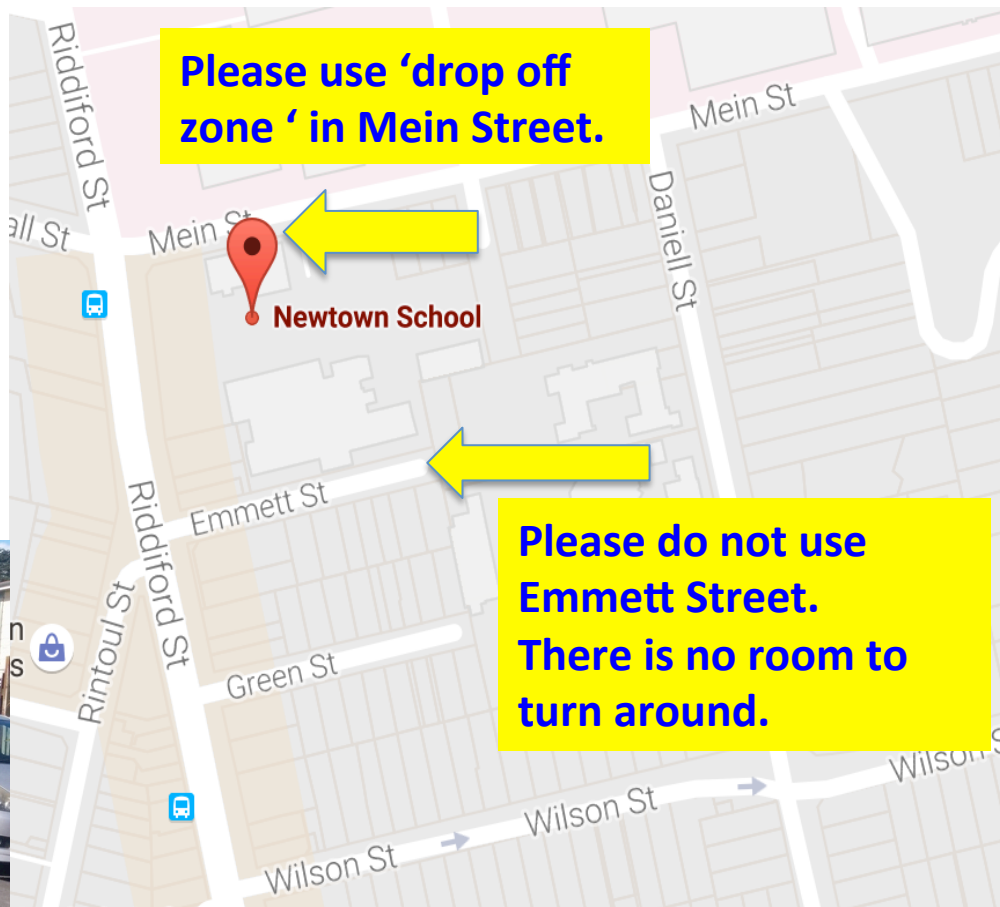 Riddiford St
Please use ‘drop off
zone ‘ in Mein Street.
Mein St
all St
Mein St
Daniell St
Newtown School
Riddiford St
Emmett St
Please do not use
Emmett Street.
There is no room to
turn around.
n
s
Rintoul St
Green St
Wilson S
Wilson St
Wilson St